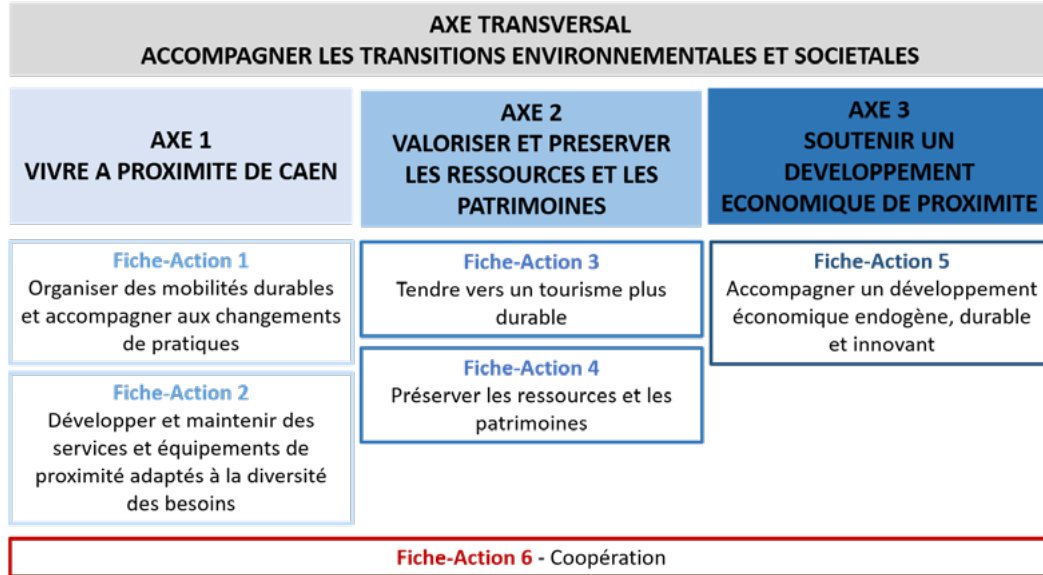 AXE TRANSVERSAL
ACCOMPAGNER LES TRANSITIONS ENVIRONNEMENTALES ET SOCIETALES
AXE 1
VIVRE A PROXIMITE DE CAEN
AXE 2
VALORISER ET PRESERVER
LES RESSOURCES ET LES
PATRIMOINES
AXE 3
SOUTENIR UN
DEVELOPPEMENT
ECONOMIQUE DE PROXIMITE
Fiche-Action 1
Organiser des mobilités durables
et accompagner aux changements
de pratiques
Fiche-Action 2
Développer et maintenir des
services et équipements de
proximité adaptés à la diversité
des besoins
Fiche-Action 3
Tendre vers un tourisme plus
durable
Fiche-Action 4
Préserver les ressources et les
patrimoines
Fiche-Action 5
Accompagner un développement
économique endogène, durable
et innovant
Fiche-Action 6 - Coopération